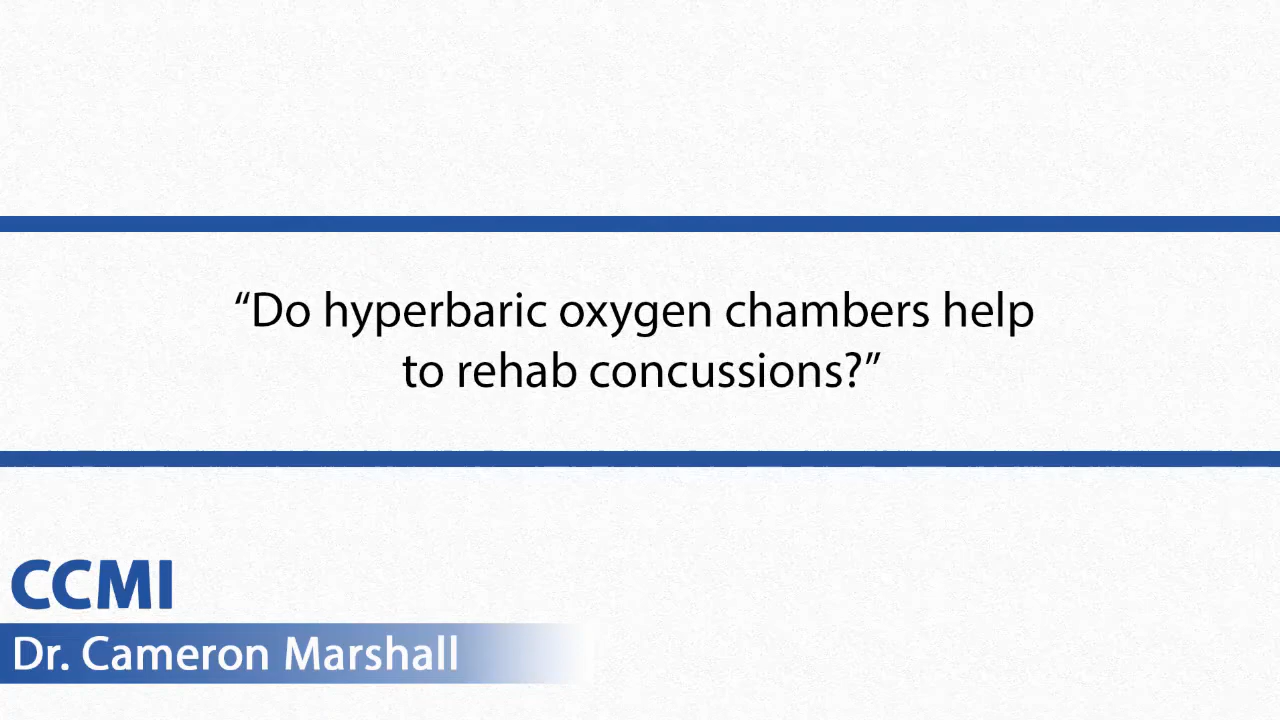 “Do hyperbaric oxygen chambers help
to rehab concussions?”
CCMI
Dr. Cameron Marshall